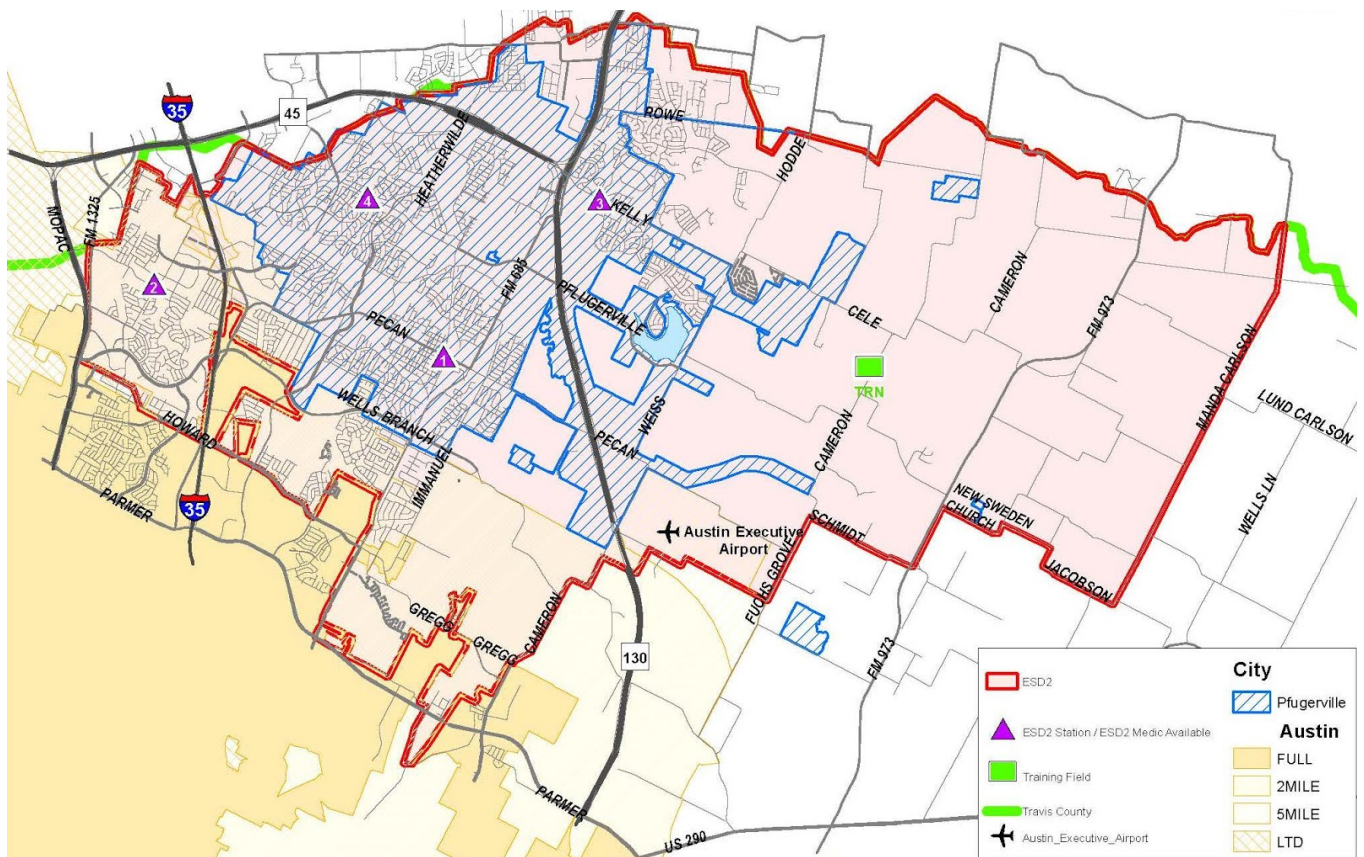 35
45
ROWE
HEATHERWILDE
HODDE
4
3
KELLY
MOPAC
FM 1325
2
FM 685
PFLUGERVILLE
CAMERON
FM 973
CELE
PECAN
1
TRN
MANDA CARLSON
LUND CARLSON
WELLS BRANCH
WEISS
HOWARD
PECAN
CAMERON
IMMANUEL
WELLS LN
PARMER
35
NEW SWEDEN
CHURCH
SCHMIDT
Austin Executive
Airport
JACOBSON
FUCHS GROVE
GREGG
GREGG
CAMERON
130
FM 973
PARMER
US 290
ESD2
ESD2 Station / ESD2 Medic Available
Training Field
Travis County
Austin_Executive_Airport
City
Pfugerville
Austin
FULL
2MILE
5MILE
LTD